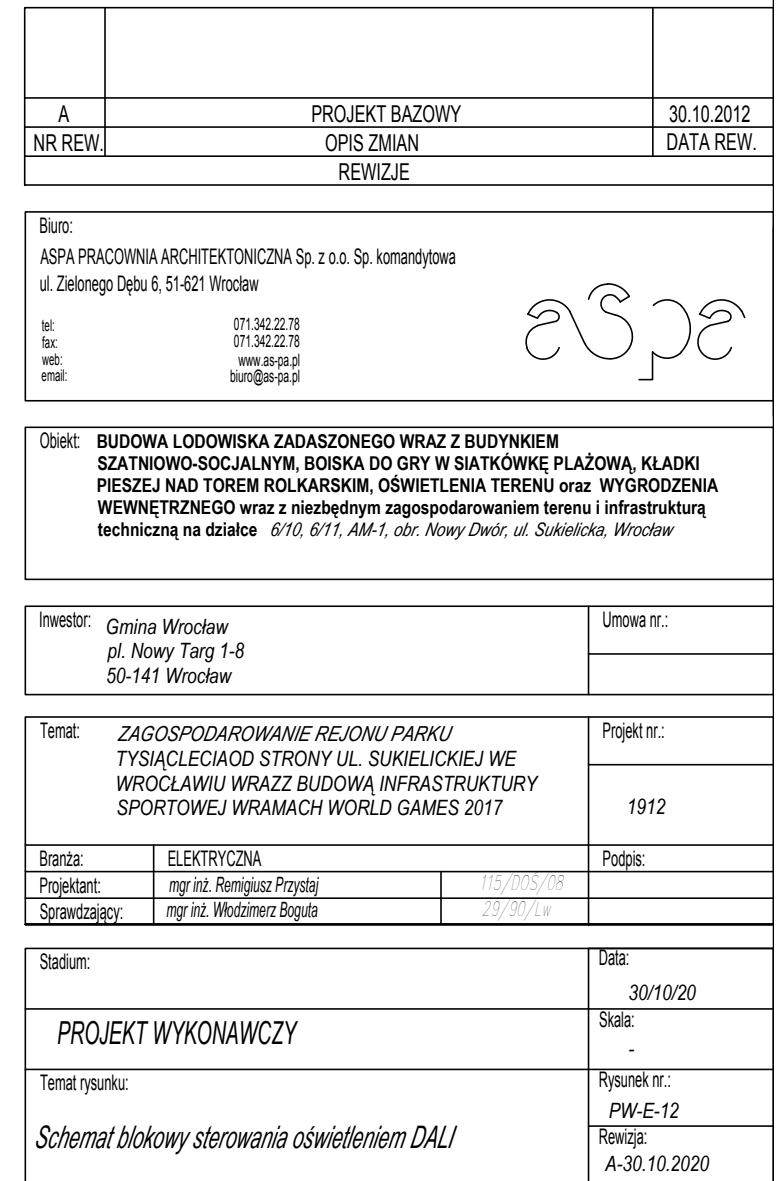 A PROJEKT BAZOWY 30.10.2012
NR REW. OPIS ZMIAN DATA REW.
REWIZJE
Biuro:
ASPA PRACOWNIA ARCHITEKTONICZNA Sp. z o.o. Sp. komandytowa
ul. Zielonego Dębu 6, 51-621 Wrocław
tel: 071.342.22.78
fax: 071.342.22.78
web: www.as-pa.pl
email: biuro@as-pa.pl
aspa
Obiekt: BUDOWA LODOWISKA ZADASZONEGO WRAZ Z BUDYNKIEM
SZATNIOWO-SOCJALNYM, BOISKA DO GRY W SIATKÓWKĘ PLAŻOWĄ, KŁADKI
PIESZEJ NAD TOREM ROLKARSKIM, OŚWIETLENIA TERENU oraz WYGRODZENIA
WEWNĘTRZNEGO wraz z niezbędnym zagospodarowaniem terenu i infrastrukturą
techniczną na działce 6/10, 6/11, AM-1, obr. Nowy Dwór, ul. Sukielicka, Wrocław
Inwestor: Gmina Wrocław
pl. Nowy Targ 1-8
50-141 Wrocław
Umowa nr.:
Temat: ZAGOSPODAROWANIE REJONU PARKU
TYSIĄCLECIAOD STRONY UL. SUKIELICKIEJ WE
WROCŁAWIU WRAZZ BUDOWĄ INFRASTRUKTURY
SPORTOWEJ WRAMACH WORLD GAMES 2017
Projekt nr.:
1912
Branża: ELEKTRYCZNA Podpis:
Projektant: mgr inż. Remigiusz Przystaj 115/DOŚ/08
Sprawdzający: mgr inż. Włodzimerz Boguta 29/90/Lw
Stadium:
PROJEKT WYKONAWCZY
Data:
30/10/20
Skala:
-
Temat rysunku:
Schemat blokowy sterowania oświetleniem DALI
Rysunek nr.:
PW-E-12
Rewizja:
A-30.10.2020